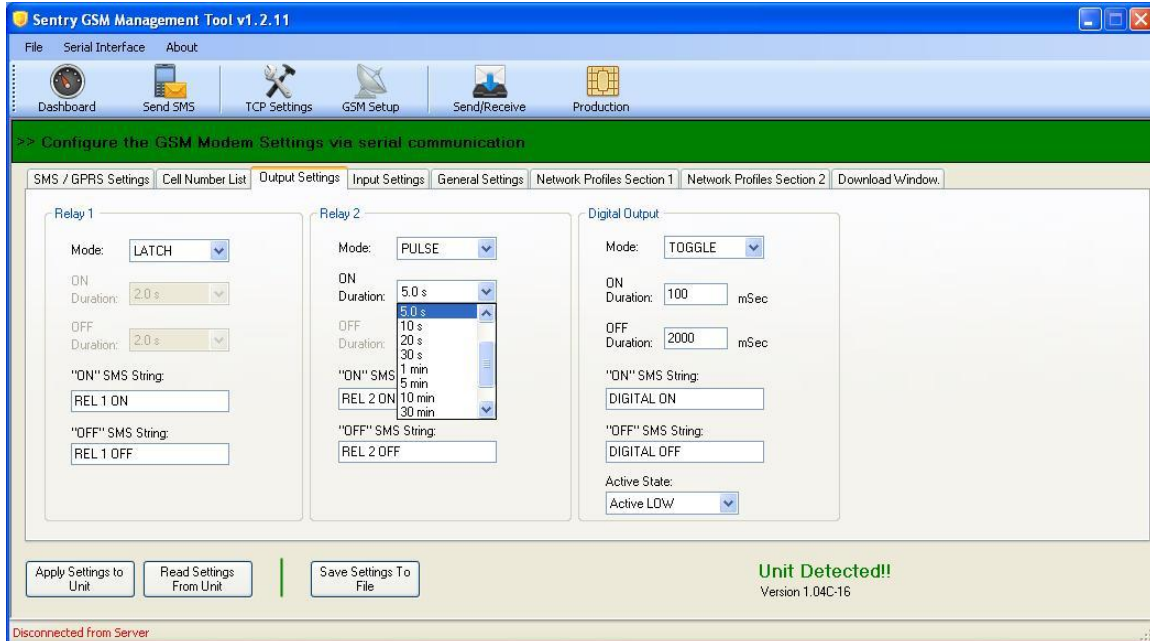 Sentry GSM Management Tool v1.2.11
File Serial Interface About
Dashboard Send SMS TCP Settings GSM Setup Send/Receive Production
>> Configure the GSM Modem Settings via serial communication
SMS / GPRS Settings Cell Number List Output Settings Input Settings General Settings Network Profiles Section 1 Network Profiles Section 2 Download Window.
Relay 1
Mode: LATCH
ON
Duration: 2.0 s
OFF
Duration: 2.0 s
"ON" SMS String:
REL 1 ON
"OFF" SMS String:
REL 1 OFF
Relay 2
Mode: PULSE
ON
Duration: 5.0 s
5.0 s
10 s
20 s
30 s
1 min
5 min
10 min
30 min
OFF
Duration:
"ON" SMS
REL 2 ON
"OFF" SMS String:
REL 2 OFF
Digital Output
Mode: TOGGLE
ON
Duration: 100 mSec
OFF
Duration: 2000 mSec
"ON" SMS String:
DIGITAL ON
"OFF" SMS String:
DIGITAL OFF
Active State:
Active LOW
Apply Settings to
Unit
Read Settings
From Unit
Save Settings To
File
Unit Detected!!
Version 1.04C-16
Disconnected from Server